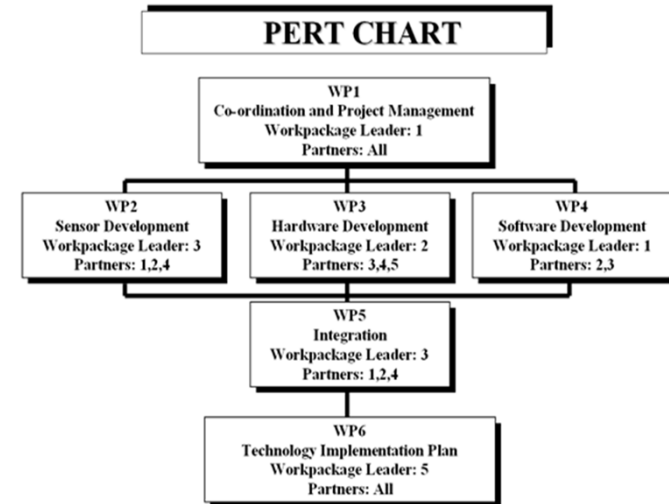 PERT CHART
WP1
Co-ordination and Project Management
Workpackage Leader: 1
Partners: All
WP2
Sensor Development
Workpackage Leader: 3
Partners: 1,2,4
WP3
Hardware Development
Workpackage Leader: 2
Partners: 3,4,5
WP4
Software Development
Workpackage Leader: 1
Partners: 2,3
WP5
Integration
Workpackage Leader: 3
Partners: 1,2,4
WP6
Technology Implementation Plan
Workpackage Leader: 5
Partners: All